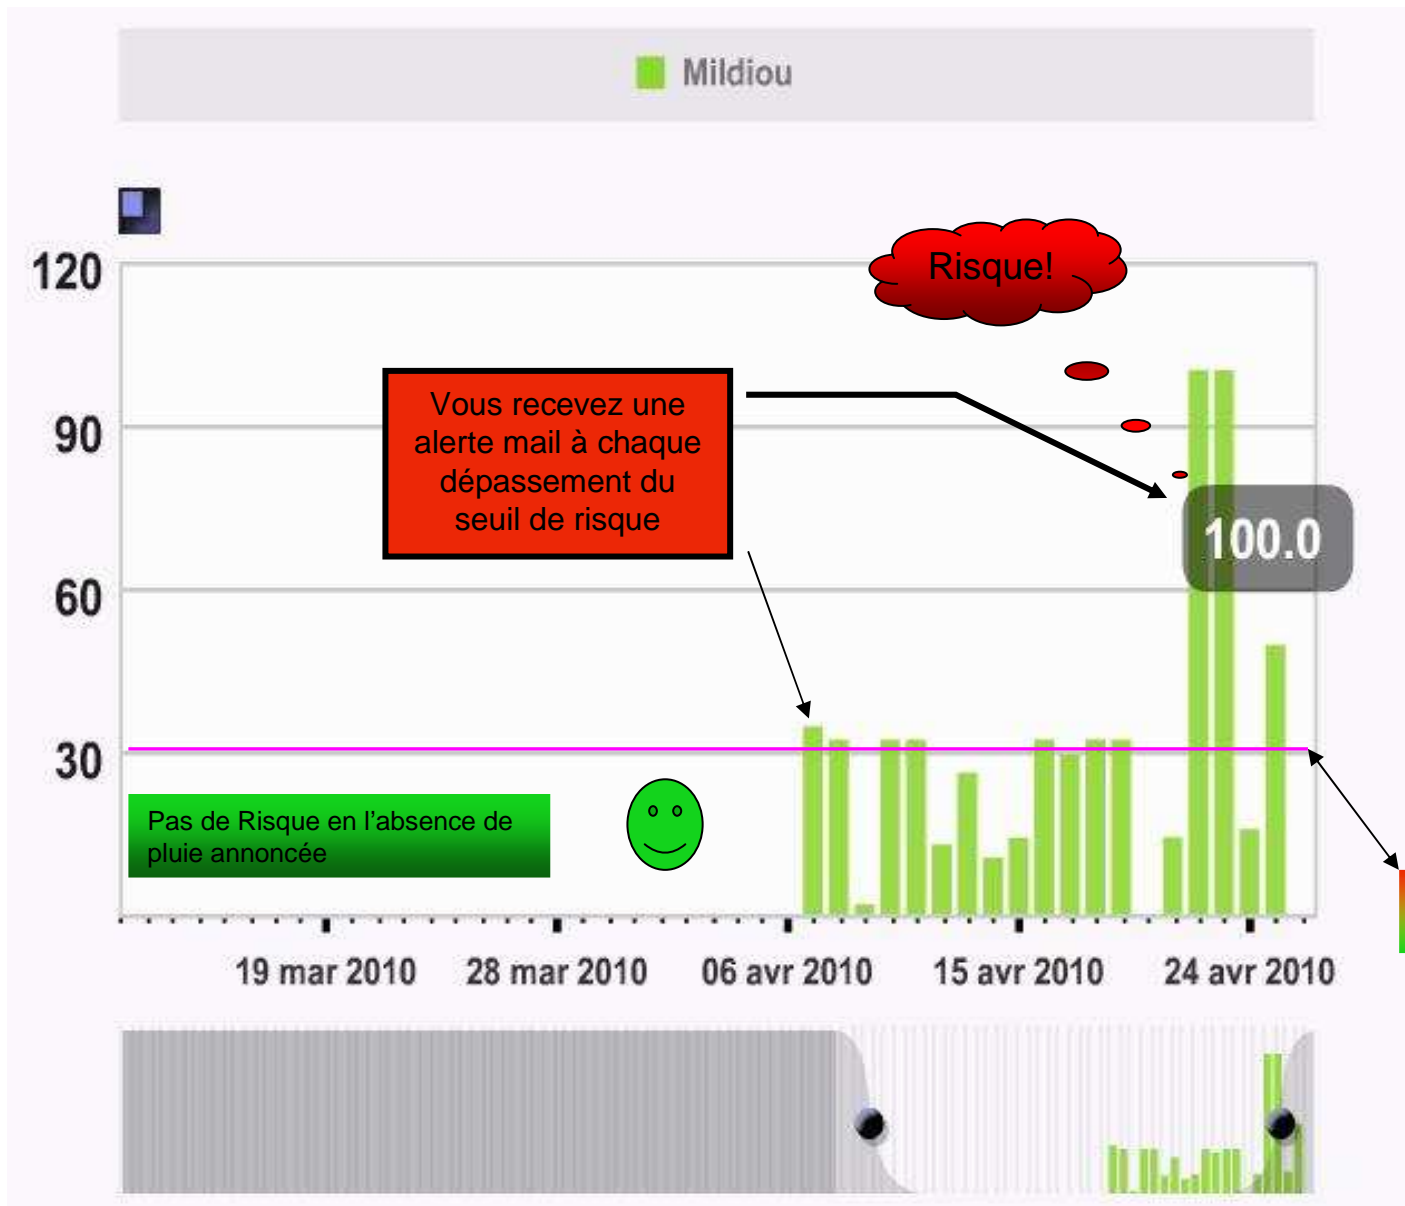 Mildiou
120
Risque!
Vous recevez une
alerte mail à chaque
dépassement du
seuil de risque
90
100.0
60
30
Pas de Risque en l'absence de
pluie annoncée
19 mar 2010
28 mar 2010
06 avr 2010
15 avr 2010
24 avr 2010